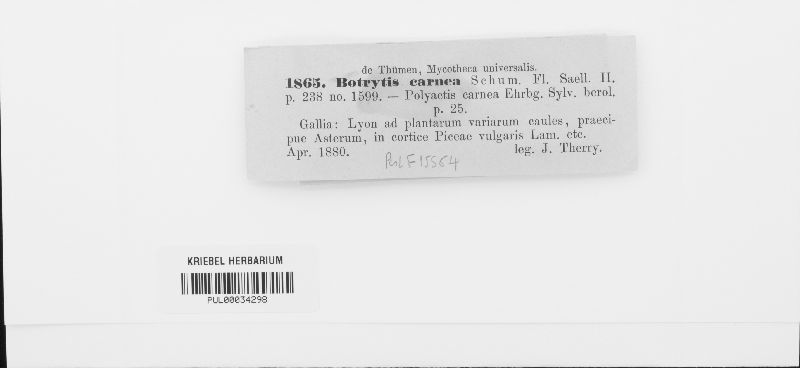 de Thümen, Mycotheca universalis.
1865. Botrytis carnea Schum. Fl. Saell. II.
p. 238 no. 1599. — Polyactis carnea Ehrbg. Sylv. berol.
p. 25.
Gallia: Lyon ad plantarum variarum caules, praeci-
pue Asterum, in cortice Piceae vulgaris Lam. etc.
Apr. 1880. leg. J. Therry.
PUL F15564
KRIEBEL HERBARIUM
PUL00034298